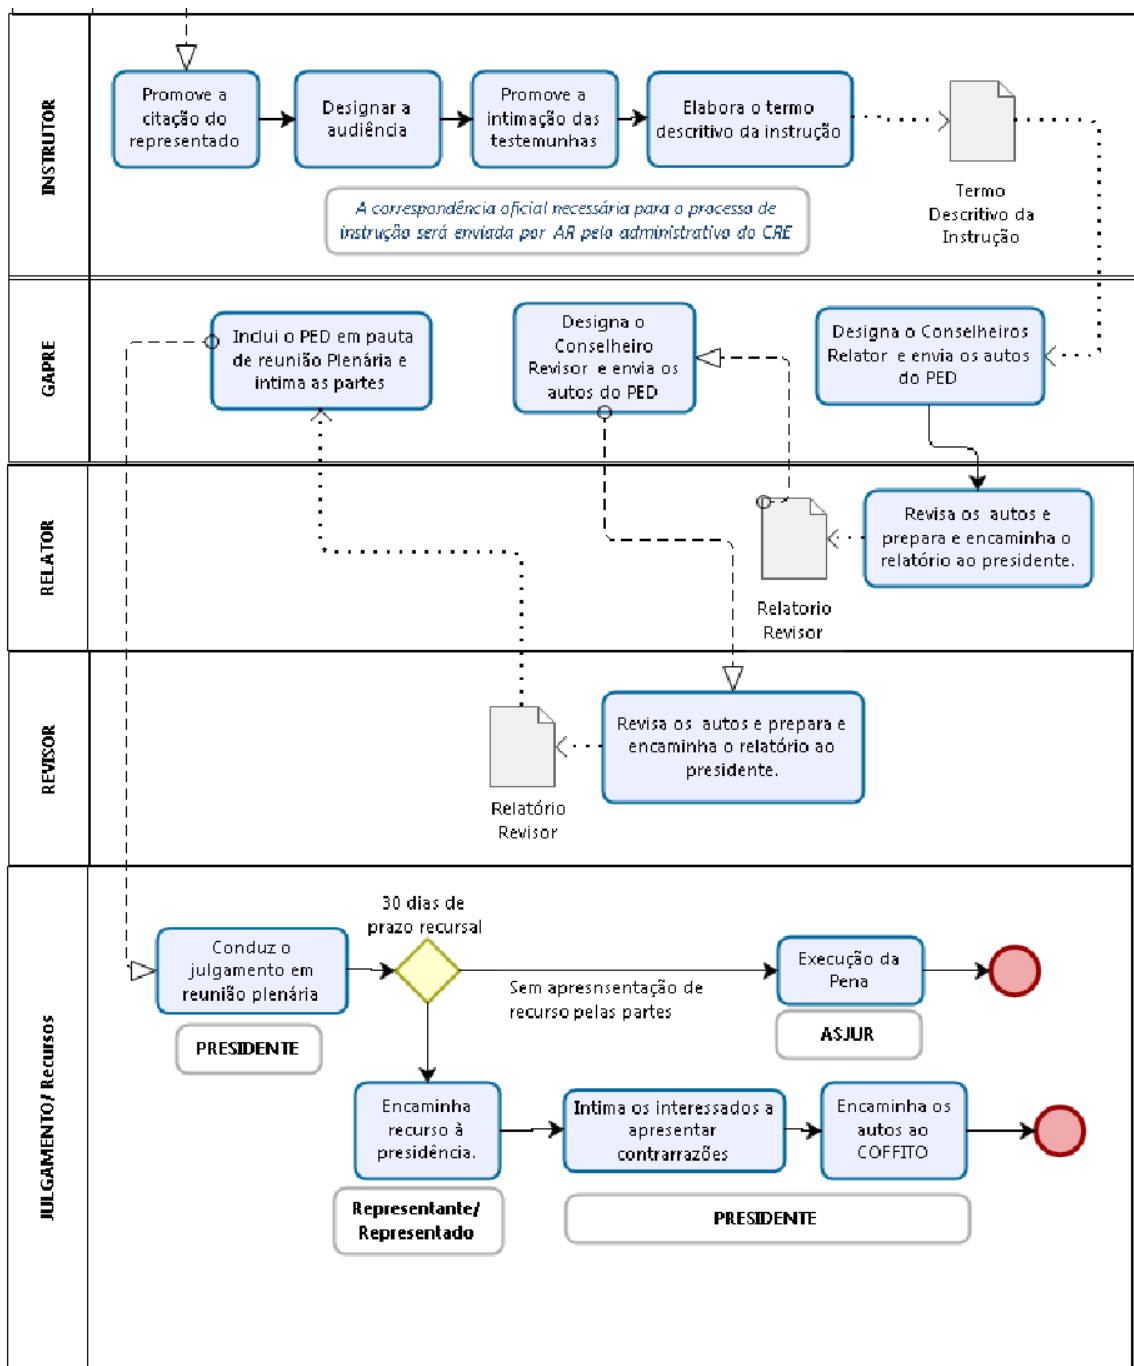 INSTRUTOR
Promove a
citação do
representado
Designar a
audiência
Promove a
intimação das
testemunhas
Elabora o termo
descritivo da instrução
Termo
Descritivo da
Instrução
A correspondência oficial necessária para o processo de
instrução será enviada por AR pelo administrativo do CRE
GAPRE
Inclui o PED em pauta
de reunião Plenária e
intima as partes
Designa o
Conselheiro
Revisor e envia os
autos do PED
Designa o Conselheiros
Relator e envia os autos
do PED
RELATOR
Revisa os autos e
prepara e encaminha o
relatório ao presidente.
Relatorio
Revisor
REVISOR
Revisa os autos e prepara e
encaminha o relatório ao
presidente.
Relatório
Revisor
JULGAMENTO/ Recursos
30 dias de
prazo recursal
Conduz o
julgamento em
reunião plenária
PRESIDENTE
Sem apresnsentação de
recurso pelas partes
Execução da
Pena
ASJUR
Encaminha
recurso à
presidência.
Representante/
Representado
Intima os interessados a
apresentar
contrarrazões
Encaminha os
autos ao
COFFITO
PRESIDENTE